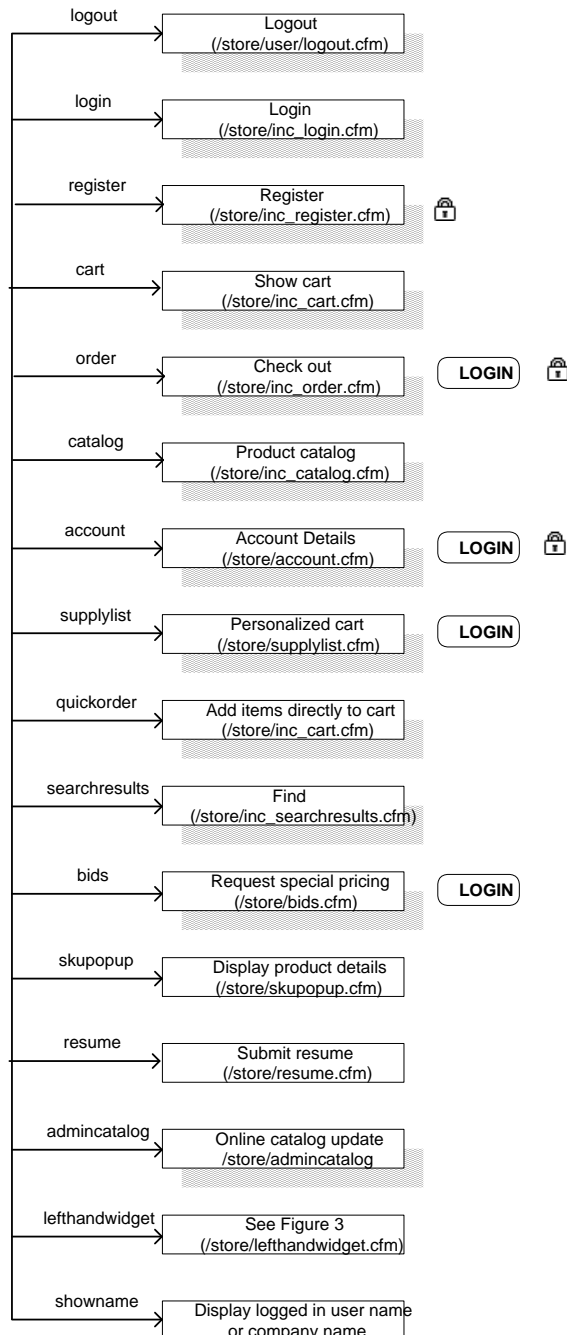 logout
Logout
(/store/user/logout.cfm)
login
Login
(/store/inc_login.cfm)
register
Register
(/store/inc_register.cfm)
cart
Show cart
(/store/inc_cart.cfm)
order
Check out
(/store/inc_order.cfm)
LOGIN
catalog
Product catalog
(/store/inc_catalog.cfm)
account
Account Details
(/store/account.cfm)
LOGIN
supplylist
Personalized cart
(/store/supplylist.cfm)
LOGIN
quickorder
Add items directly to cart
(/store/inc_cart.cfm)
searchresults
Find
(/store/inc_searchresults.cfm)
bids
Request special pricing
(/store/bids.cfm)
LOGIN
skupopup
Display product details
(/store/skupopup.cfm)
resume
Submit resume
(/store/resume.cfm)
admincatalog
Online catalog update
/store/admincatalog
lefthandwidget
See Figure 3
(/store/lefthandwidget.cfm)
showname
Display logged in user name
or company name